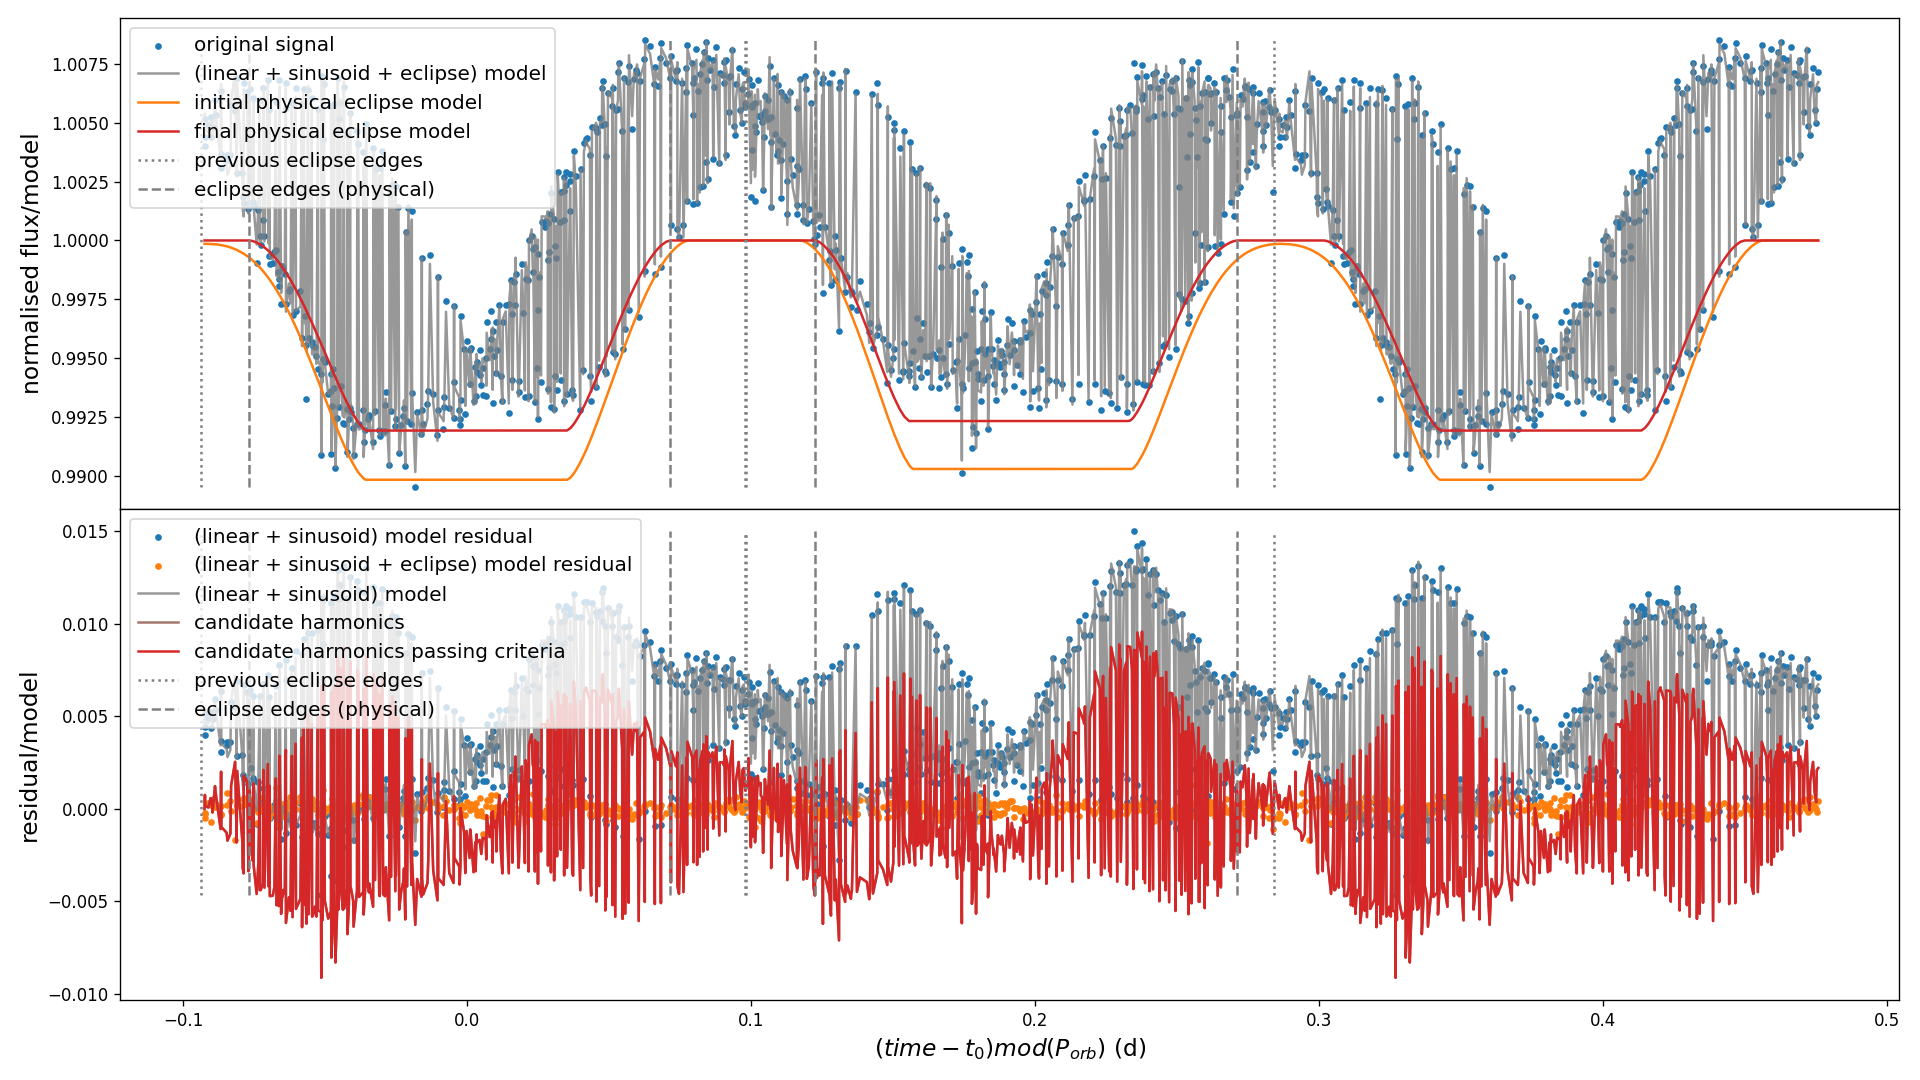 original signal
(linear + sinusoid + eclipse) model
initial physical eclipse model
final physical eclipse model
previous eclipse edges
eclipse edges (physical)
normalised flux/model
1.0075
1.0050
1.0025
1.0000
0.9975
0.9950
0.9925
0.9900
(linear + sinusoid) model residual
(linear + sinusoid + eclipse) model residual
(linear + sinusoid) model
candidate harmonics
candidate harmonics passing criteria
previous eclipse edges
eclipse edges (physical)
residual/model
0.015
0.010
0.005
0.000
−0.005
−0.010
−0.1 0.0 0.1 0.2 0.3 0.4 0.5
(time − t₀)mod(P_orb) (d)